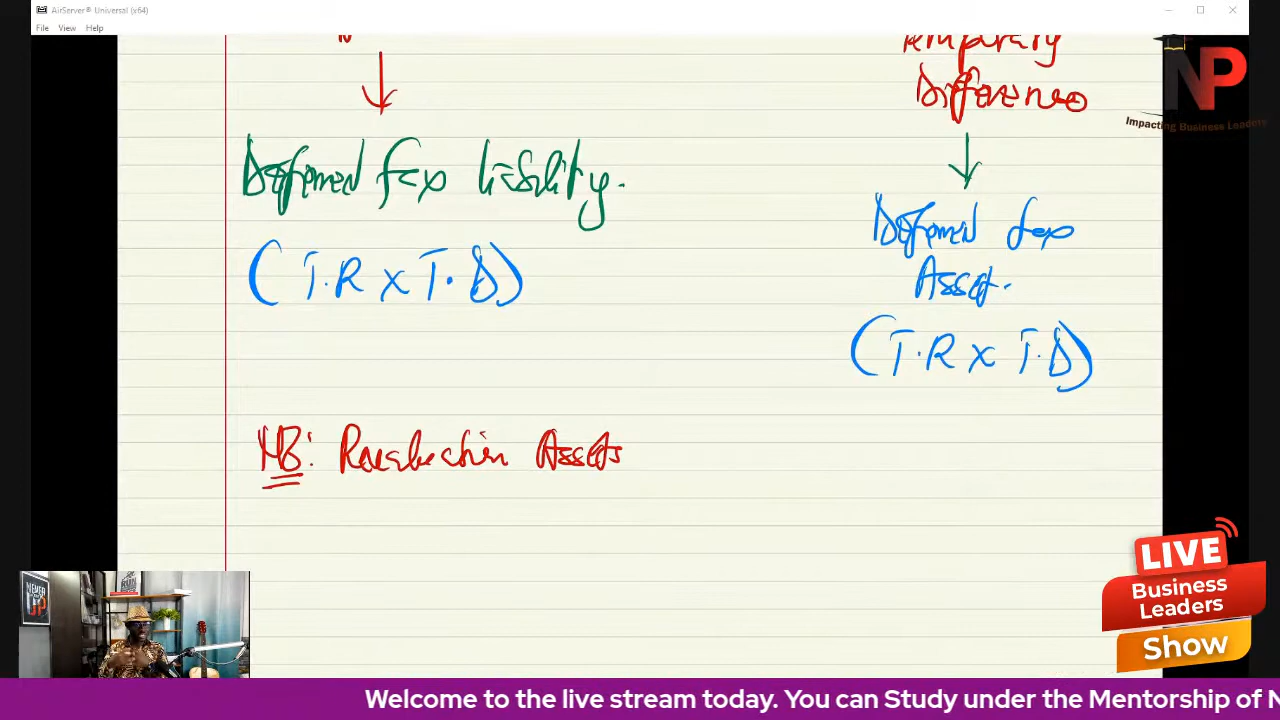 AirServer® Universal (x64)
File View Help
Temporary
Differences
NP
Impacting Business Leaders
Deferred Tax Liability.
(T.R x T.D)
Deferred Tax
Asset.
(T.R x T.D)
NB: Revaluation Assets
LIVE
Business
Leaders
Show
Welcome to the live stream today. You can Study under the Mentorship of N